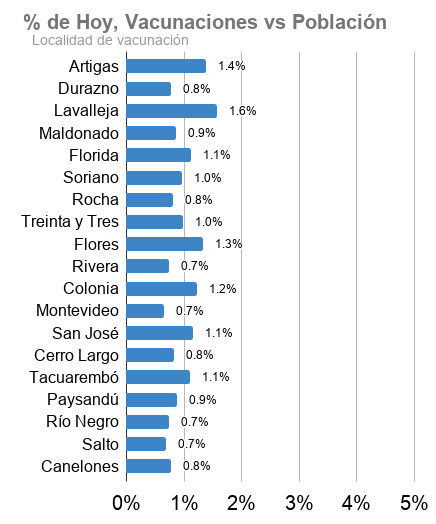 % de Hoy, Vacunaciones vs Población
Localidad de vacunación
Artigas 1.4%
Durazno 0.8%
Lavalleja 1.6%
Maldonado 0.9%
Florida 1.1%
Soriano 1.0%
Rocha 0.8%
Treinta y Tres 1.0%
Flores 1.3%
Rivera 0.7%
Colonia 1.2%
Montevideo 0.7%
San José 1.1%
Cerro Largo 0.8%
Tacuarembó 1.1%
Paysandú 0.9%
Río Negro 0.7%
Salto 0.7%
Canelones 0.8%
0% 1% 2% 3% 4% 5%